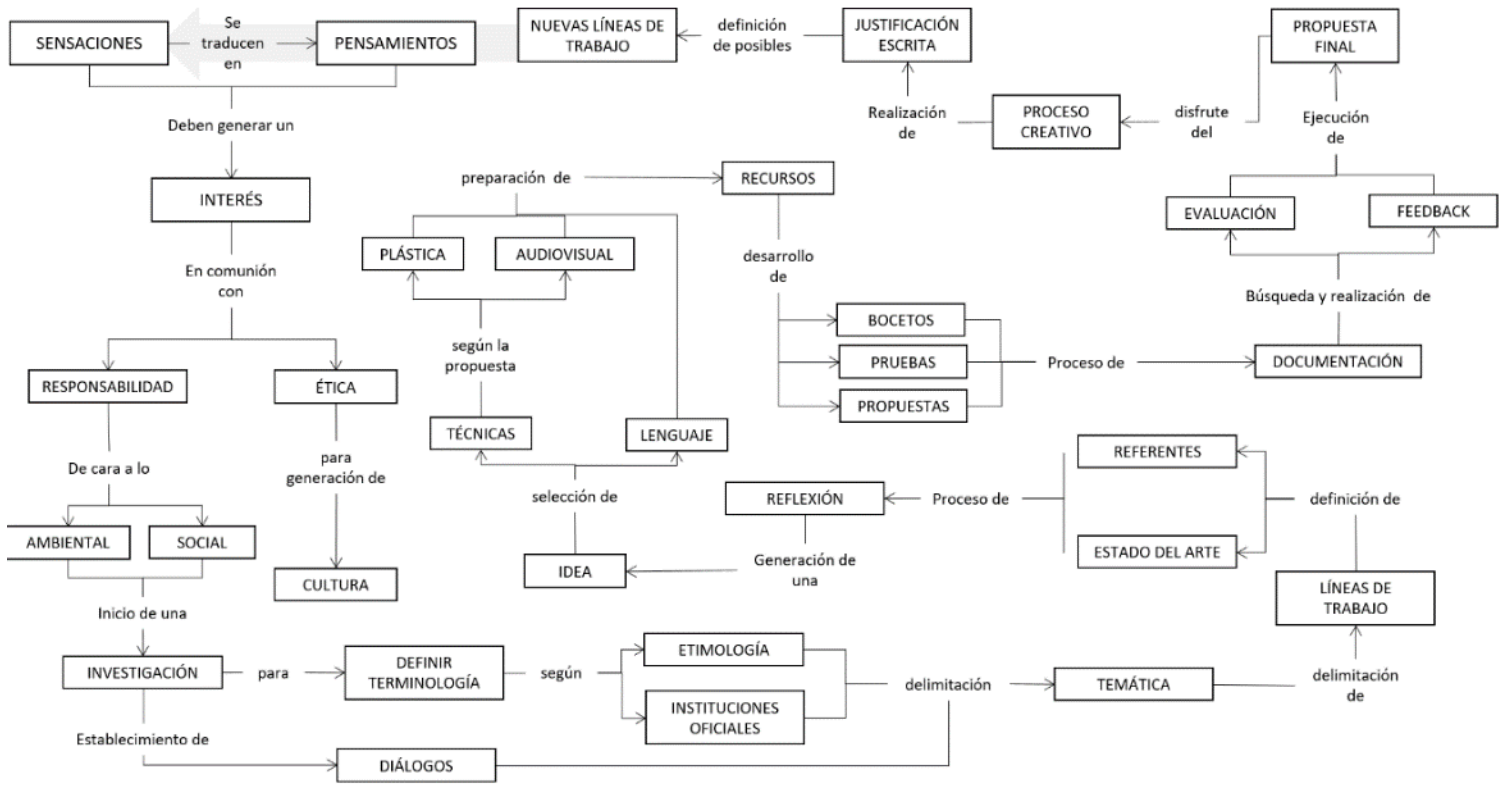 SENSACIONES
Se
traducen
en
PENSAMIENTOS
NUEVAS LÍNEAS DE
TRABAJO
definición
de posibles
JUSTIFICACIÓN
ESCRITA
PROPUESTA
FINAL
Deben generar un
Realización
de
PROCESO
CREATIVO
disfrute
del
Ejecución
de
INTERÉS
preparación de
RECURSOS
EVALUACIÓN
FEEDBACK
En comunión
con
PLÁSTICA
AUDIOVISUAL
desarrollo
de
Búsqueda y realización de
según la
propuesta
BOCETOS
PRUEBAS
PROPUESTAS
Proceso de
DOCUMENTACIÓN
RESPONSABILIDAD
ÉTICA
TÉCNICAS
LENGUAJE
De cara a lo
para
generación de
selección de
REFLEXIÓN
Proceso de
REFERENTES
ESTADO DEL ARTE
definición de
AMBIENTAL
SOCIAL
CULTURA
IDEA
Generación de
una
LÍNEAS DE
TRABAJO
Inicio de una
INVESTIGACIÓN
para
DEFINIR
TERMINOLOGÍA
según
ETIMOLOGÍA
INSTITUCIONES
OFICIALES
delimitación
TEMÁTICA
delimitación
de
Establecimiento de
DIÁLOGOS